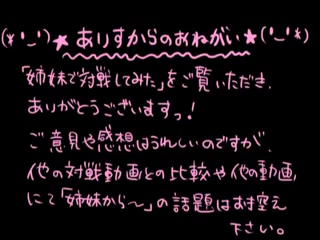 (*'-')★ ありすからのおねがい★('-'*)
「姉妹で対戦してみた」をご覧いただき、
ありがとうございますっ！
ご意見や感想はうれしいのですが、
他の対戦動画との比較や他の動画
にて「姉妹から〜」の話題はお控え
下さい。